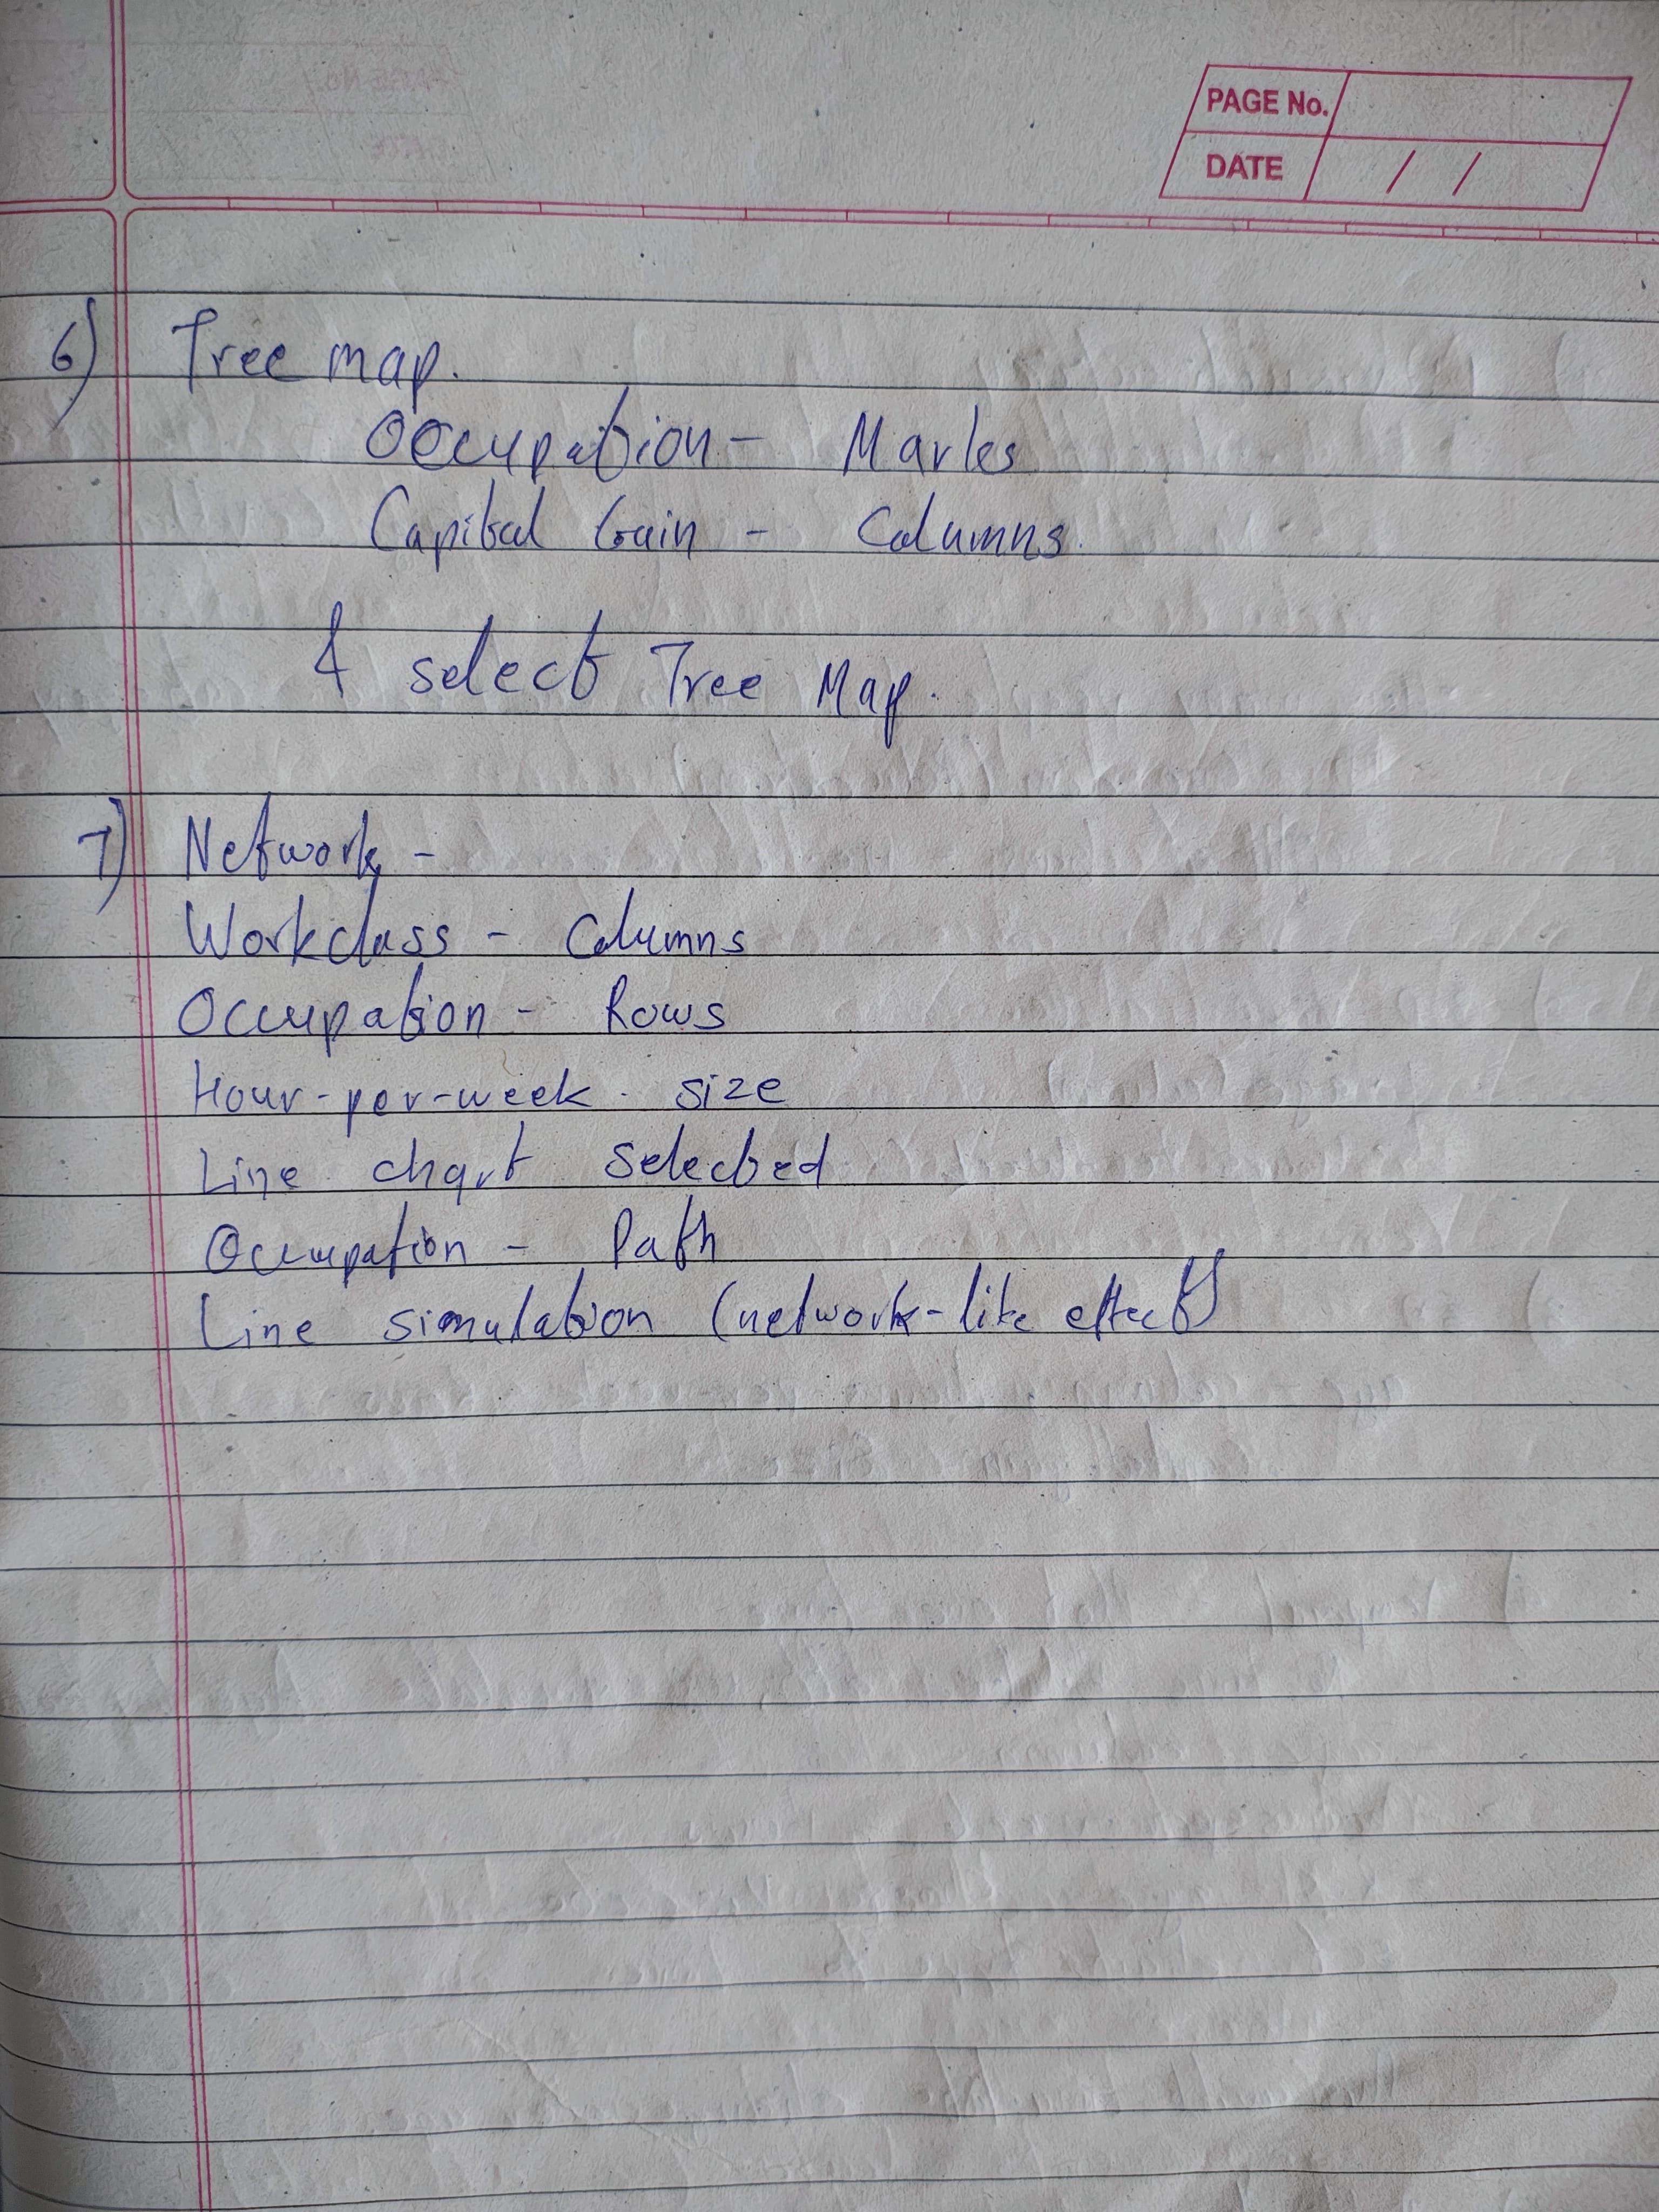 PAGE No.
DATE / /
6) Tree map.
Occupation - Marks
Capital Gain - Columns.
& select Tree Map.
7) Network -
Workclass - Columns
Occupation - Rows
Hour-per-week - size
Line chart selected
Occupation - Path
Line simulation (network-like effect)